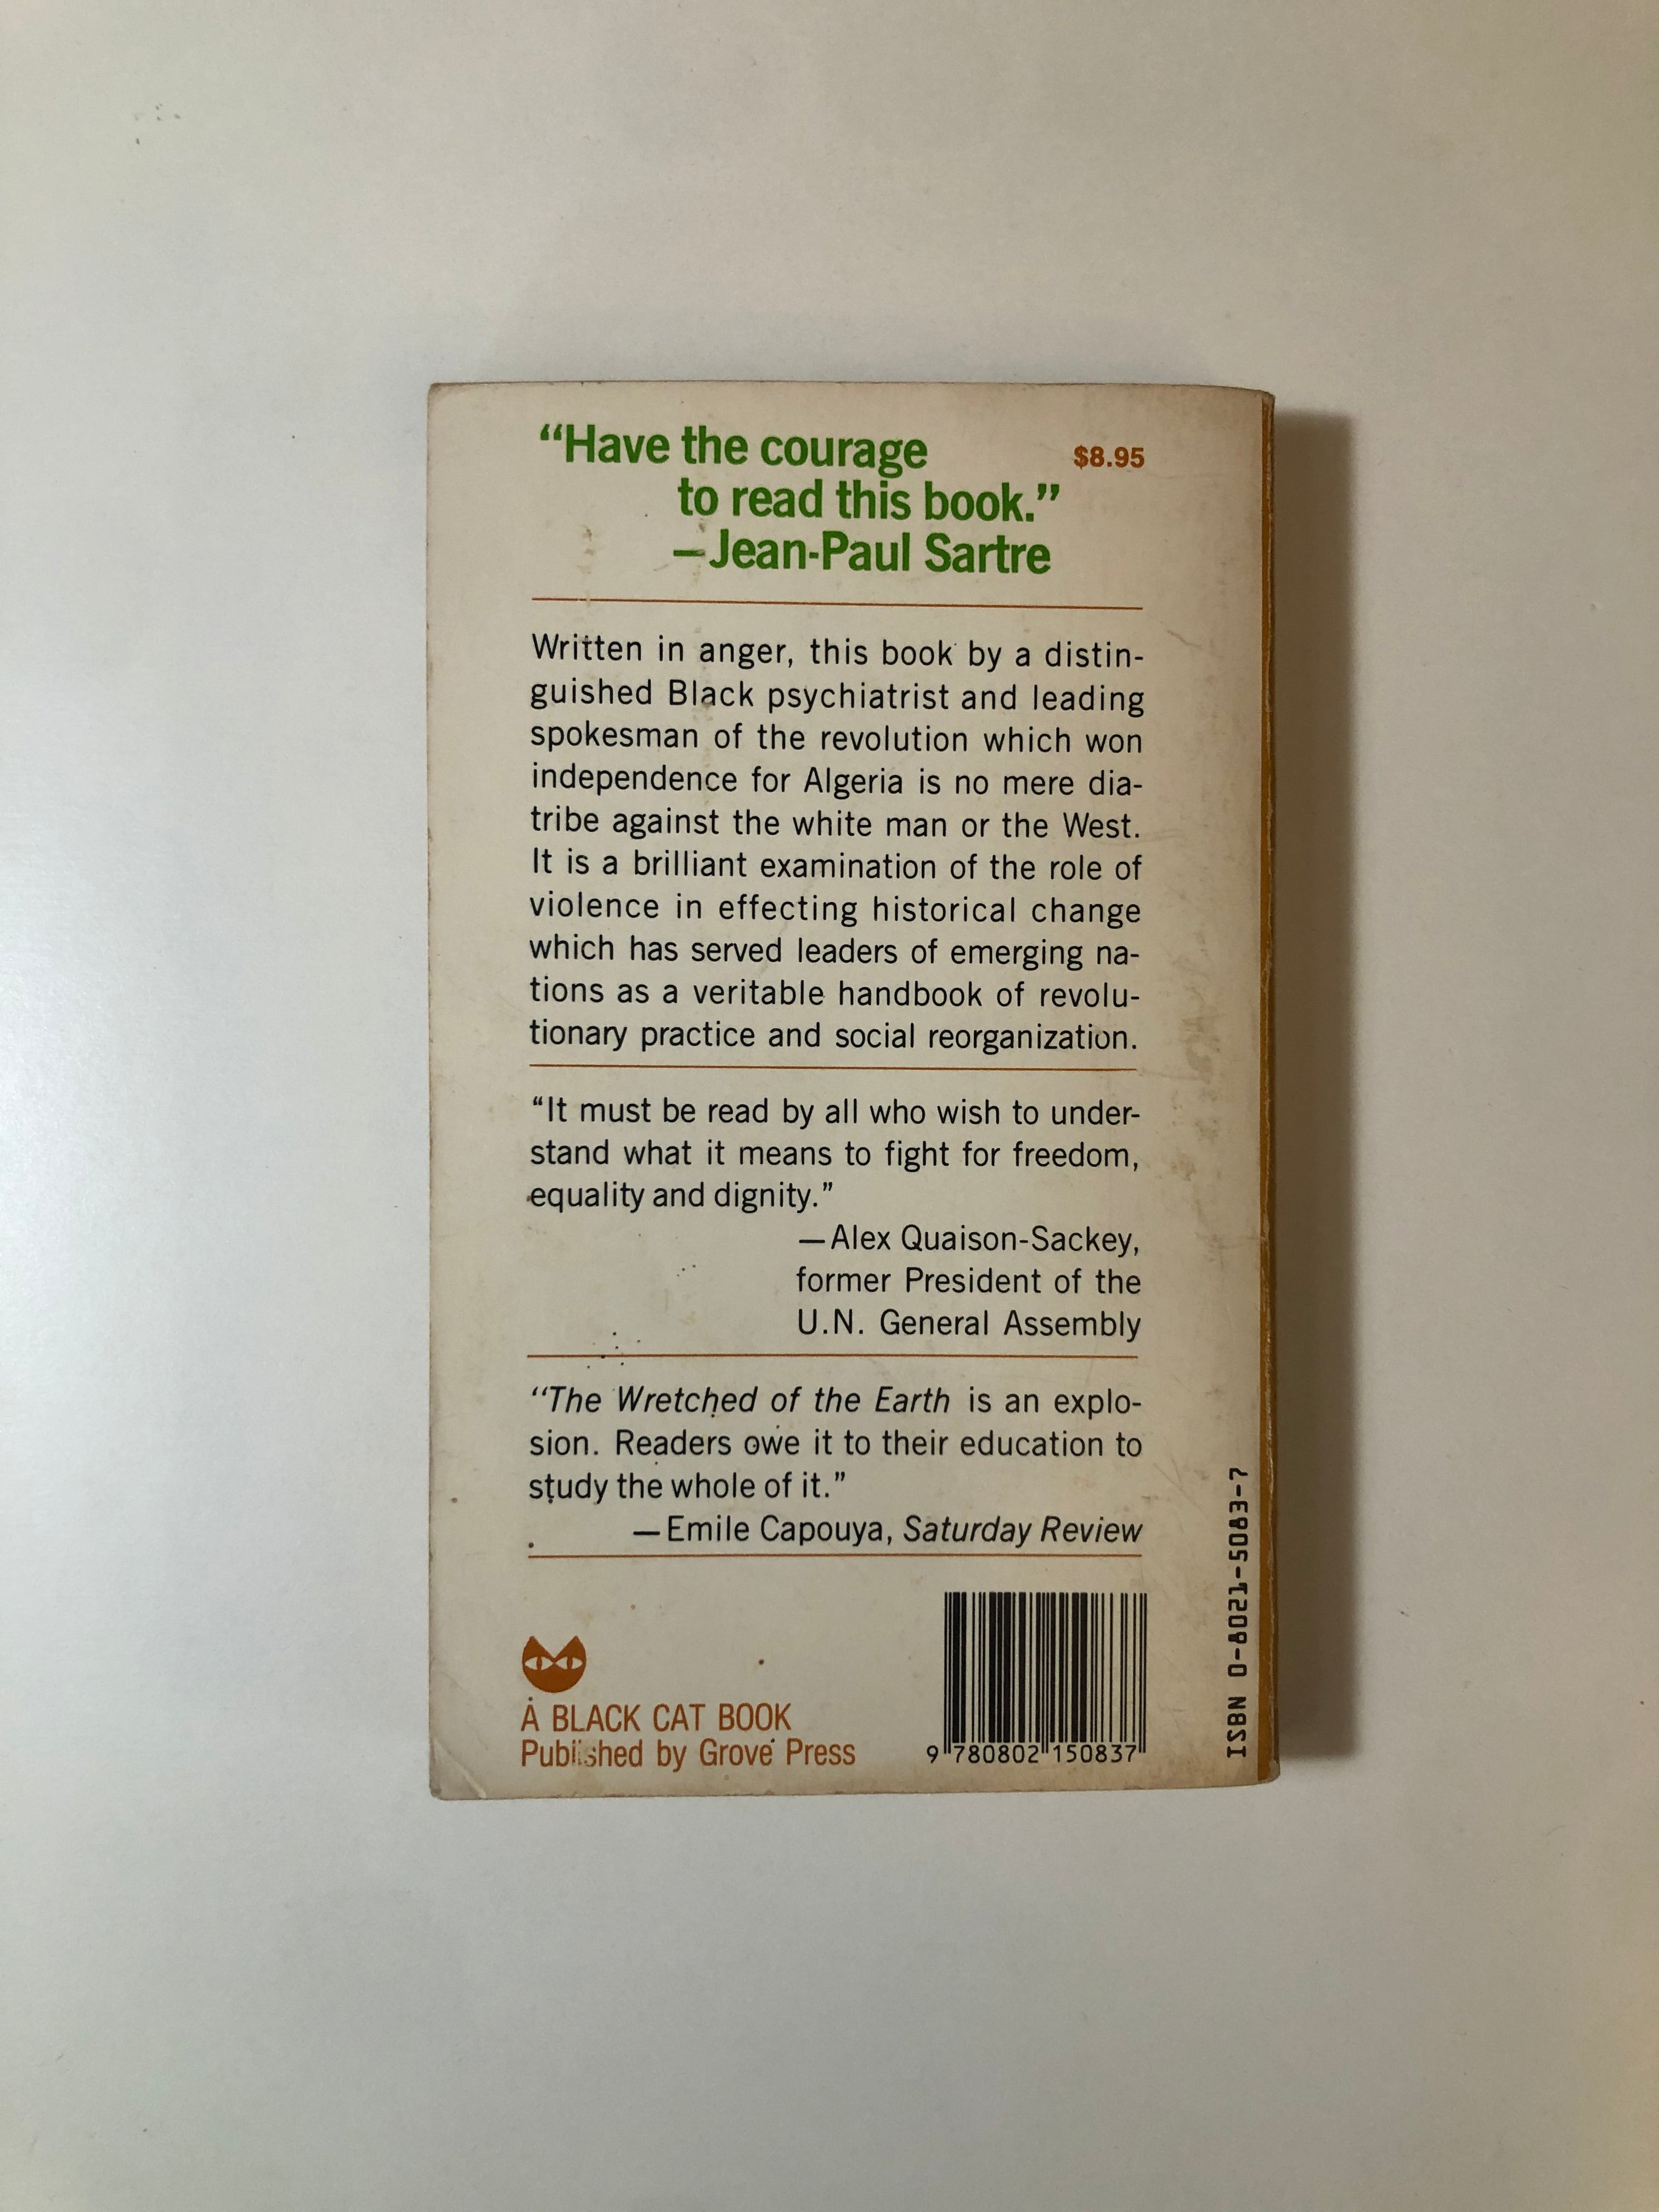 “Have the courage
$8.95
to read this book.”
—Jean-Paul Sartre
Written in anger, this book by a distin-
guished Black psychiatrist and leading
spokesman of the revolution which won
independence for Algeria is no mere dia-
tribe against the white man or the West.
It is a brilliant examination of the role of
violence in effecting historical change
which has served leaders of emerging na-
tions as a veritable handbook of revolu-
tionary practice and social reorganization.
“It must be read by all who wish to under-
stand what it means to fight for freedom,
equality and dignity.”
—Alex Quaison-Sackey,
former President of the
U.N. General Assembly
“The Wretched of the Earth is an explo-
sion. Readers owe it to their education to
study the whole of it.”
—Emile Capouya, Saturday Review
A BLACK CAT BOOK
Published by Grove Press
9 780802 150837
ISBN 0-8021-5083-7